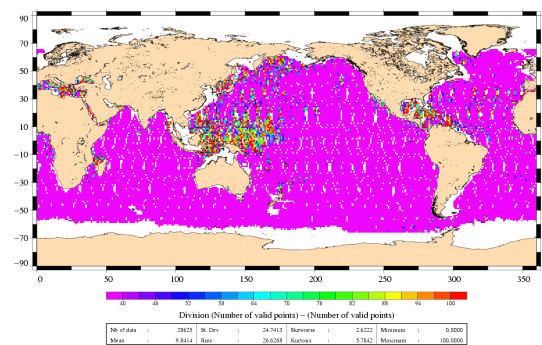 90
70
50
30
10
−10
−30
−50
−70
−90
0 50 100 150 200 250 300 350
40 46 52 58 64 70 76 82 88 94 100
Division (Number of valid points) − (Number of valid points)
Nb of data : 28625 St. Dev : 24.7413 Skewness : 2.6222 Minimum : 0.0000
Mean : 9.8414 Rms : 26.6268 Kurtosis : 5.7042 Maximum : 100.0000